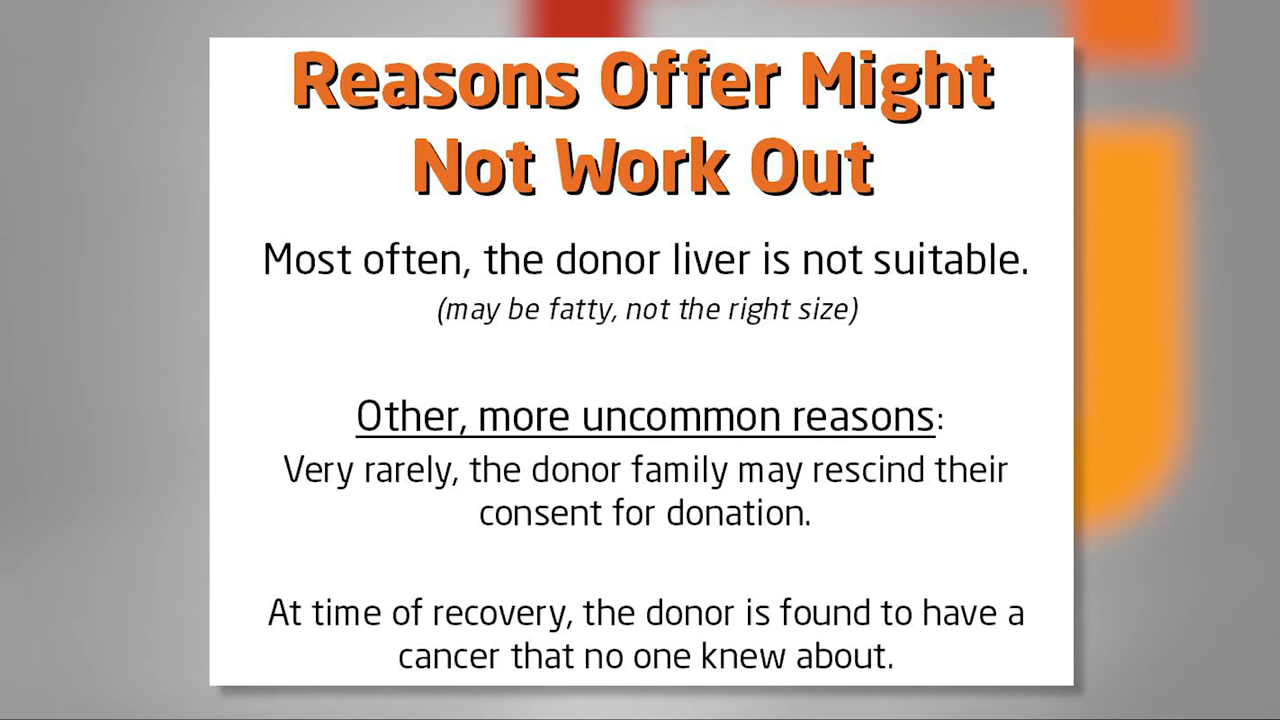 Reasons Offer Might
Not Work Out
Most often, the donor liver is not suitable.
(may be fatty, not the right size)
Other, more uncommon reasons:
Very rarely, the donor family may rescind their
consent for donation.
At time of recovery, the donor is found to have a
cancer that no one knew about.